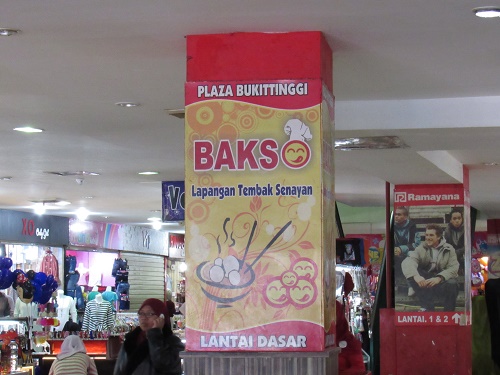 PLAZA BUKITTINGGI
BAKSO
Lapangan Tembak Senayan
LANTAI DASAR
Ramayana
LANTAI. 1 & 2